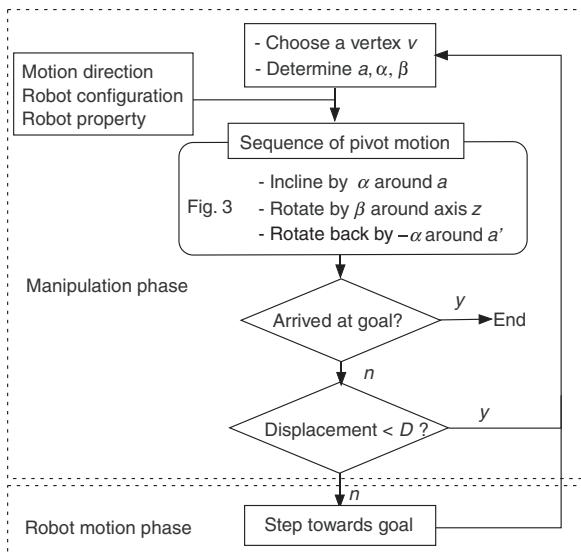 - Choose a vertex v
- Determine a, α, β
Motion direction
Robot configuration
Robot property
Sequence of pivot motion
- Incline by α around a
Fig. 3
- Rotate by β around axis z
- Rotate back by –α around a'
Manipulation phase
Arrived at goal?
y
End
n
Displacement < D ?
y
n
Robot motion phase
Step towards goal